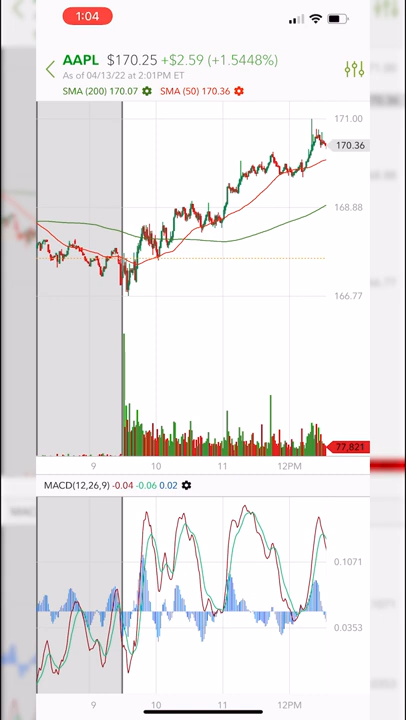 1:04
AAPL $170.25 +$2.59 (+1.5448%)
As of 04/13/22 at 2:01PM ET
SMA (200) 170.07 SMA (50) 170.36
171.00
170.36
168.88
166.77
77,821
9 10 11 12PM
MACD(12,26,9) -0.04 -0.06 0.02
0.1071
0.0353
9 10 11 12PM